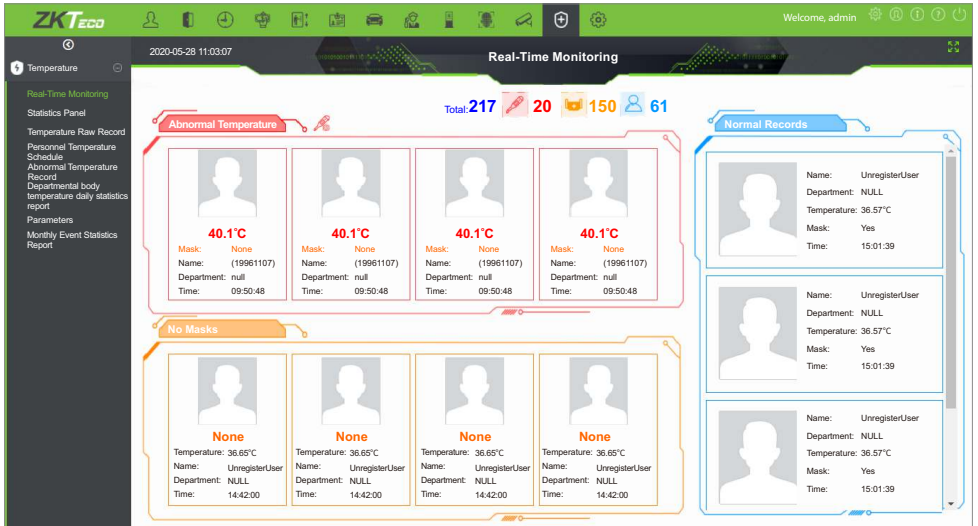 ZKTeco
Welcome, admin
Temperature
Real-Time Monitoring
Statistics Panel
Temperature Raw Record
Personnel Temperature
Schedule
Abnormal Temperature
Record
Departmental body
temperature daily statistics
report
Parameters
Monthly Event Statistics
Report
2020-05-28 11:03:07
Real-Time Monitoring
Total:217 20 150 61
Abnormal Temperature
40.1°C
Mask: None
Name: (19961107)
Department: null
Time: 09:50:48
40.1°C
Mask: None
Name: (19961107)
Department: null
Time: 09:50:48
40.1°C
Mask: None
Name: (19961107)
Department: null
Time: 09:50:48
40.1°C
Mask: None
Name: (19961107)
Department: null
Time: 09:50:48
No Masks
None
Temperature: 36.65°C
Name: UnregisterUser
Department: NULL
Time: 14:42:00
None
Temperature: 36.65°C
Name: UnregisterUser
Department: NULL
Time: 14:42:00
None
Temperature: 36.65°C
Name: UnregisterUser
Department: NULL
Time: 14:42:00
None
Temperature: 36.65°C
Name: UnregisterUser
Department: NULL
Time: 14:42:00
Normal Records
Name: UnregisterUser
Department: NULL
Temperature: 36.57°C
Mask: Yes
Time: 15:01:39
Name: UnregisterUser
Department: NULL
Temperature: 36.57°C
Mask: Yes
Time: 15:01:39
Name: UnregisterUser
Department: NULL
Temperature: 36.57°C
Mask: Yes
Time: 15:01:39